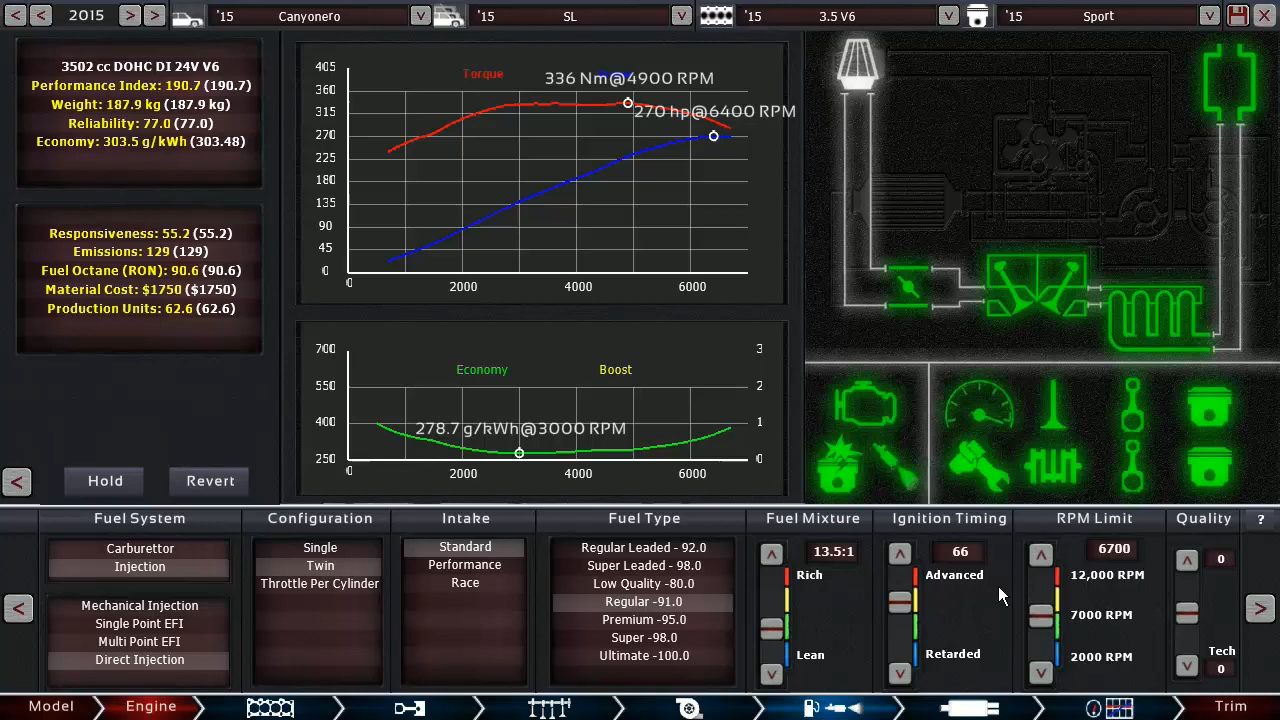 2015
'15 Canyonero
'15 SL
'15 3.5 V6
'15 Sport
3502 cc DOHC DI 24V V6
Performance Index: 190.7 (190.7)
Weight: 187.9 kg (187.9 kg)
Reliability: 77.0 (77.0)
Economy: 303.5 g/kWh (303.48)
Responsiveness: 55.2 (55.2)
Emissions: 129 (129)
Fuel Octane (RON): 90.6 (90.6)
Material Cost: $1750 ($1750)
Production Units: 62.6 (62.6)
Hold
Revert
Torque
336 Nm@4900 RPM
270 hp@6400 RPM
405
360
315
270
225
180
135
90
45
0
0 2000 4000 6000
Economy
Boost
278.7 g/kWh@3000 RPM
700 3
550 2
400 1
250 0
0 2000 4000 6000
Fuel System
Carburettor
Injection
Mechanical Injection
Single Point EFI
Multi Point EFI
Direct Injection
Configuration
Single
Twin
Throttle Per Cylinder
Intake
Standard
Performance
Race
Fuel Type
Regular Leaded - 92.0
Super Leaded - 98.0
Low Quality -80.0
Regular -91.0
Premium -95.0
Super -98.0
Ultimate -100.0
Fuel Mixture
13.5:1
Rich
Lean
Ignition Timing
66
Advanced
Retarded
RPM Limit
6700
12,000 RPM
7000 RPM
2000 RPM
Quality
0
Tech
0
?
Model
Engine
Trim